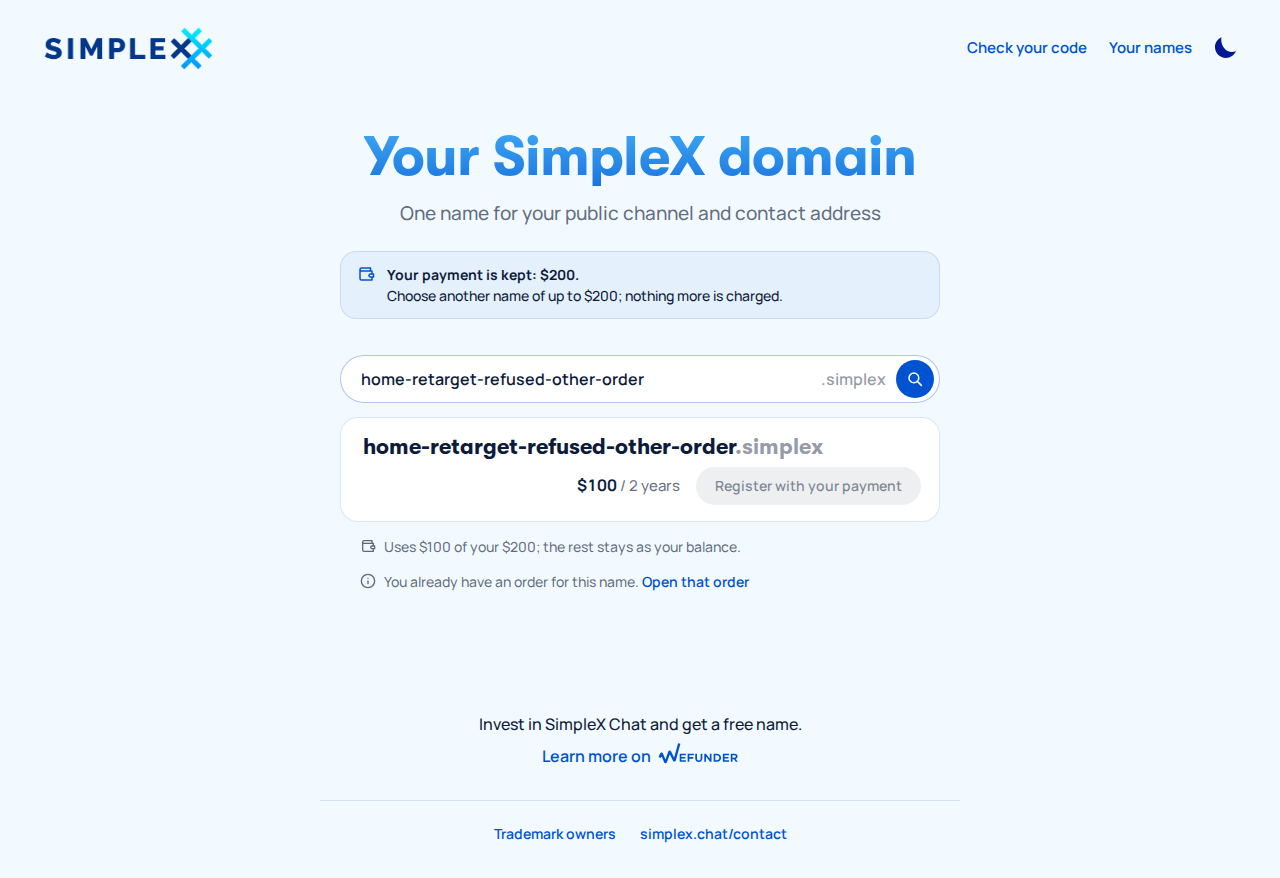 SIMPLEX
Check your code
Your names
Your SimpleX domain
One name for your public channel and contact address
Your payment is kept: $200.
Choose another name of up to $200; nothing more is charged.
home-retarget-refused-other-order .simplex
home-retarget-refused-other-order.simplex
$100 / 2 years
Register with your payment
Uses $100 of your $200; the rest stays as your balance.
You already have an order for this name. Open that order
Invest in SimpleX Chat and get a free name.
Learn more on WEFUNDER
Trademark owners
simplex.chat/contact